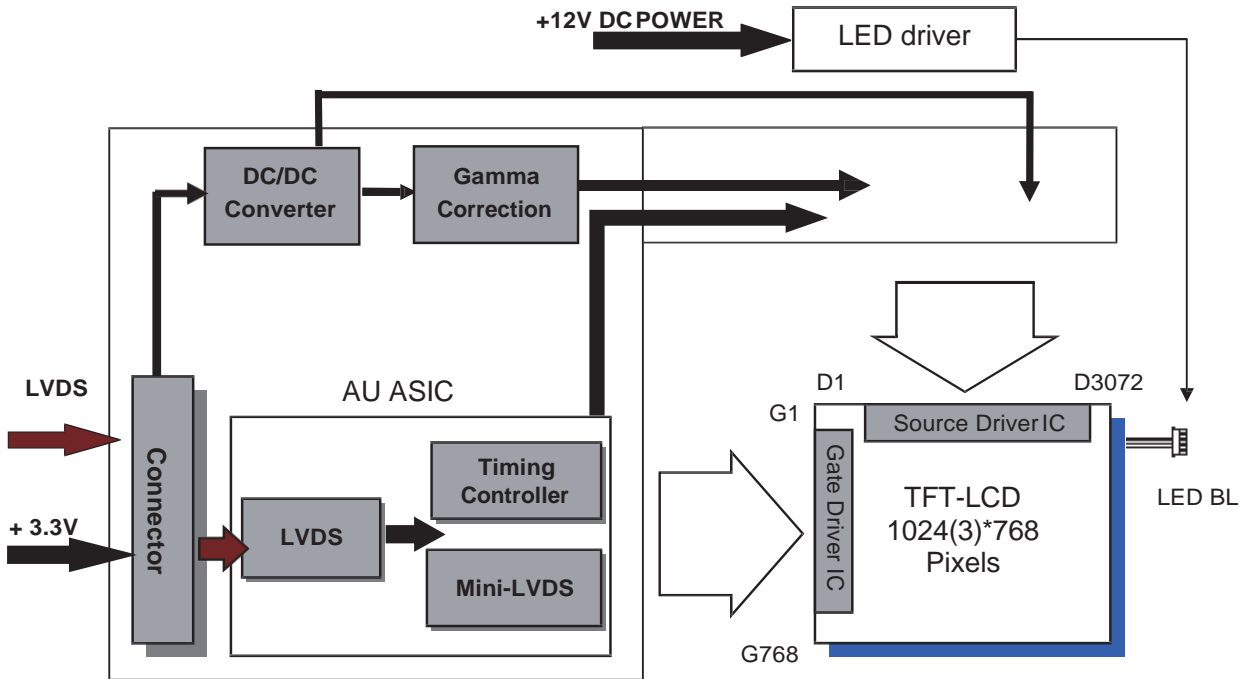 +12V DC POWER
LED driver
DC/DC
Converter
Gamma
Correction
LVDS
AU ASIC
D1
D3072
G1
Source Driver IC
Connector
Timing
Controller
Gate Driver IC
TFT-LCD
1024(3)*768
Pixels
LED BL
+ 3.3V
LVDS
Mini-LVDS
G768